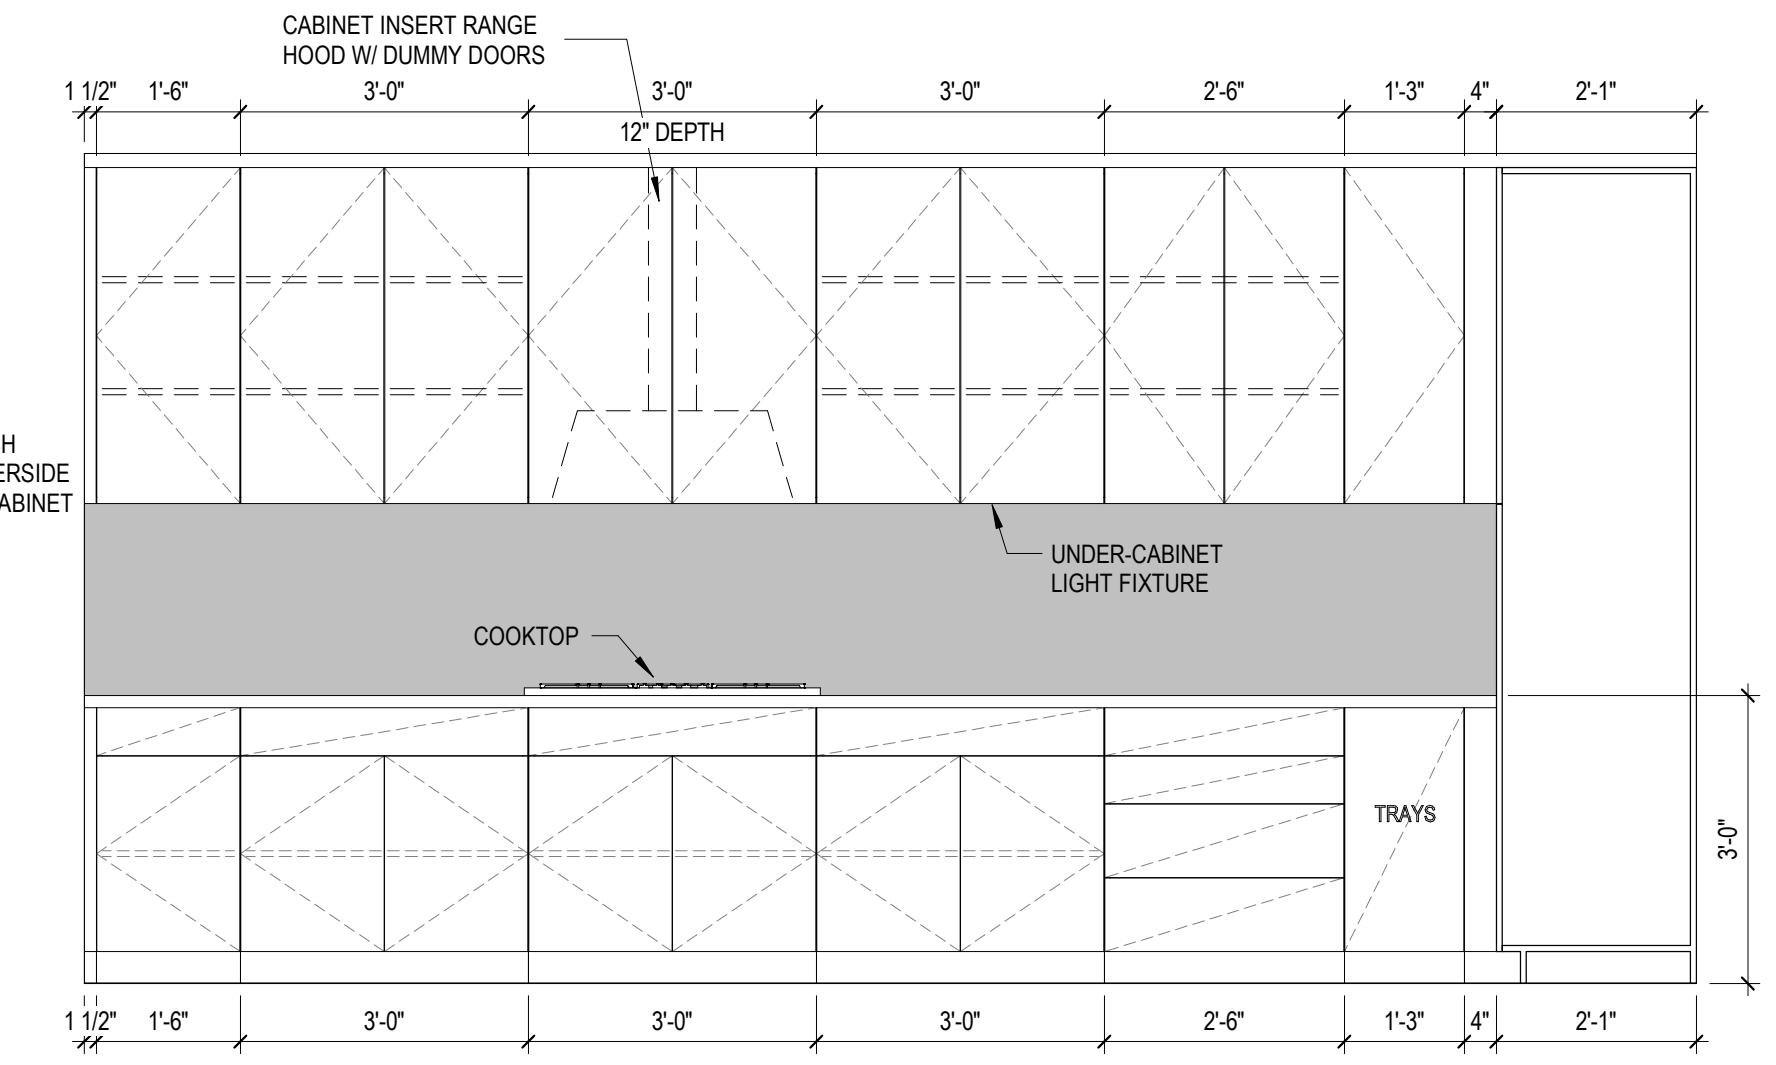 CABINET INSERT RANGE
HOOD W/ DUMMY DOORS
1 1/2" 1'-6" 3'-0" 3'-0" 3'-0" 2'-6" 1'-3" 4" 2'-1"
12" DEPTH
H
ERSIDE
ABINET
UNDER-CABINET
LIGHT FIXTURE
COOKTOP
TRAYS
3'-0"
1 1/2" 1'-6" 3'-0" 3'-0" 3'-0" 2'-6" 1'-3" 4" 2'-1"